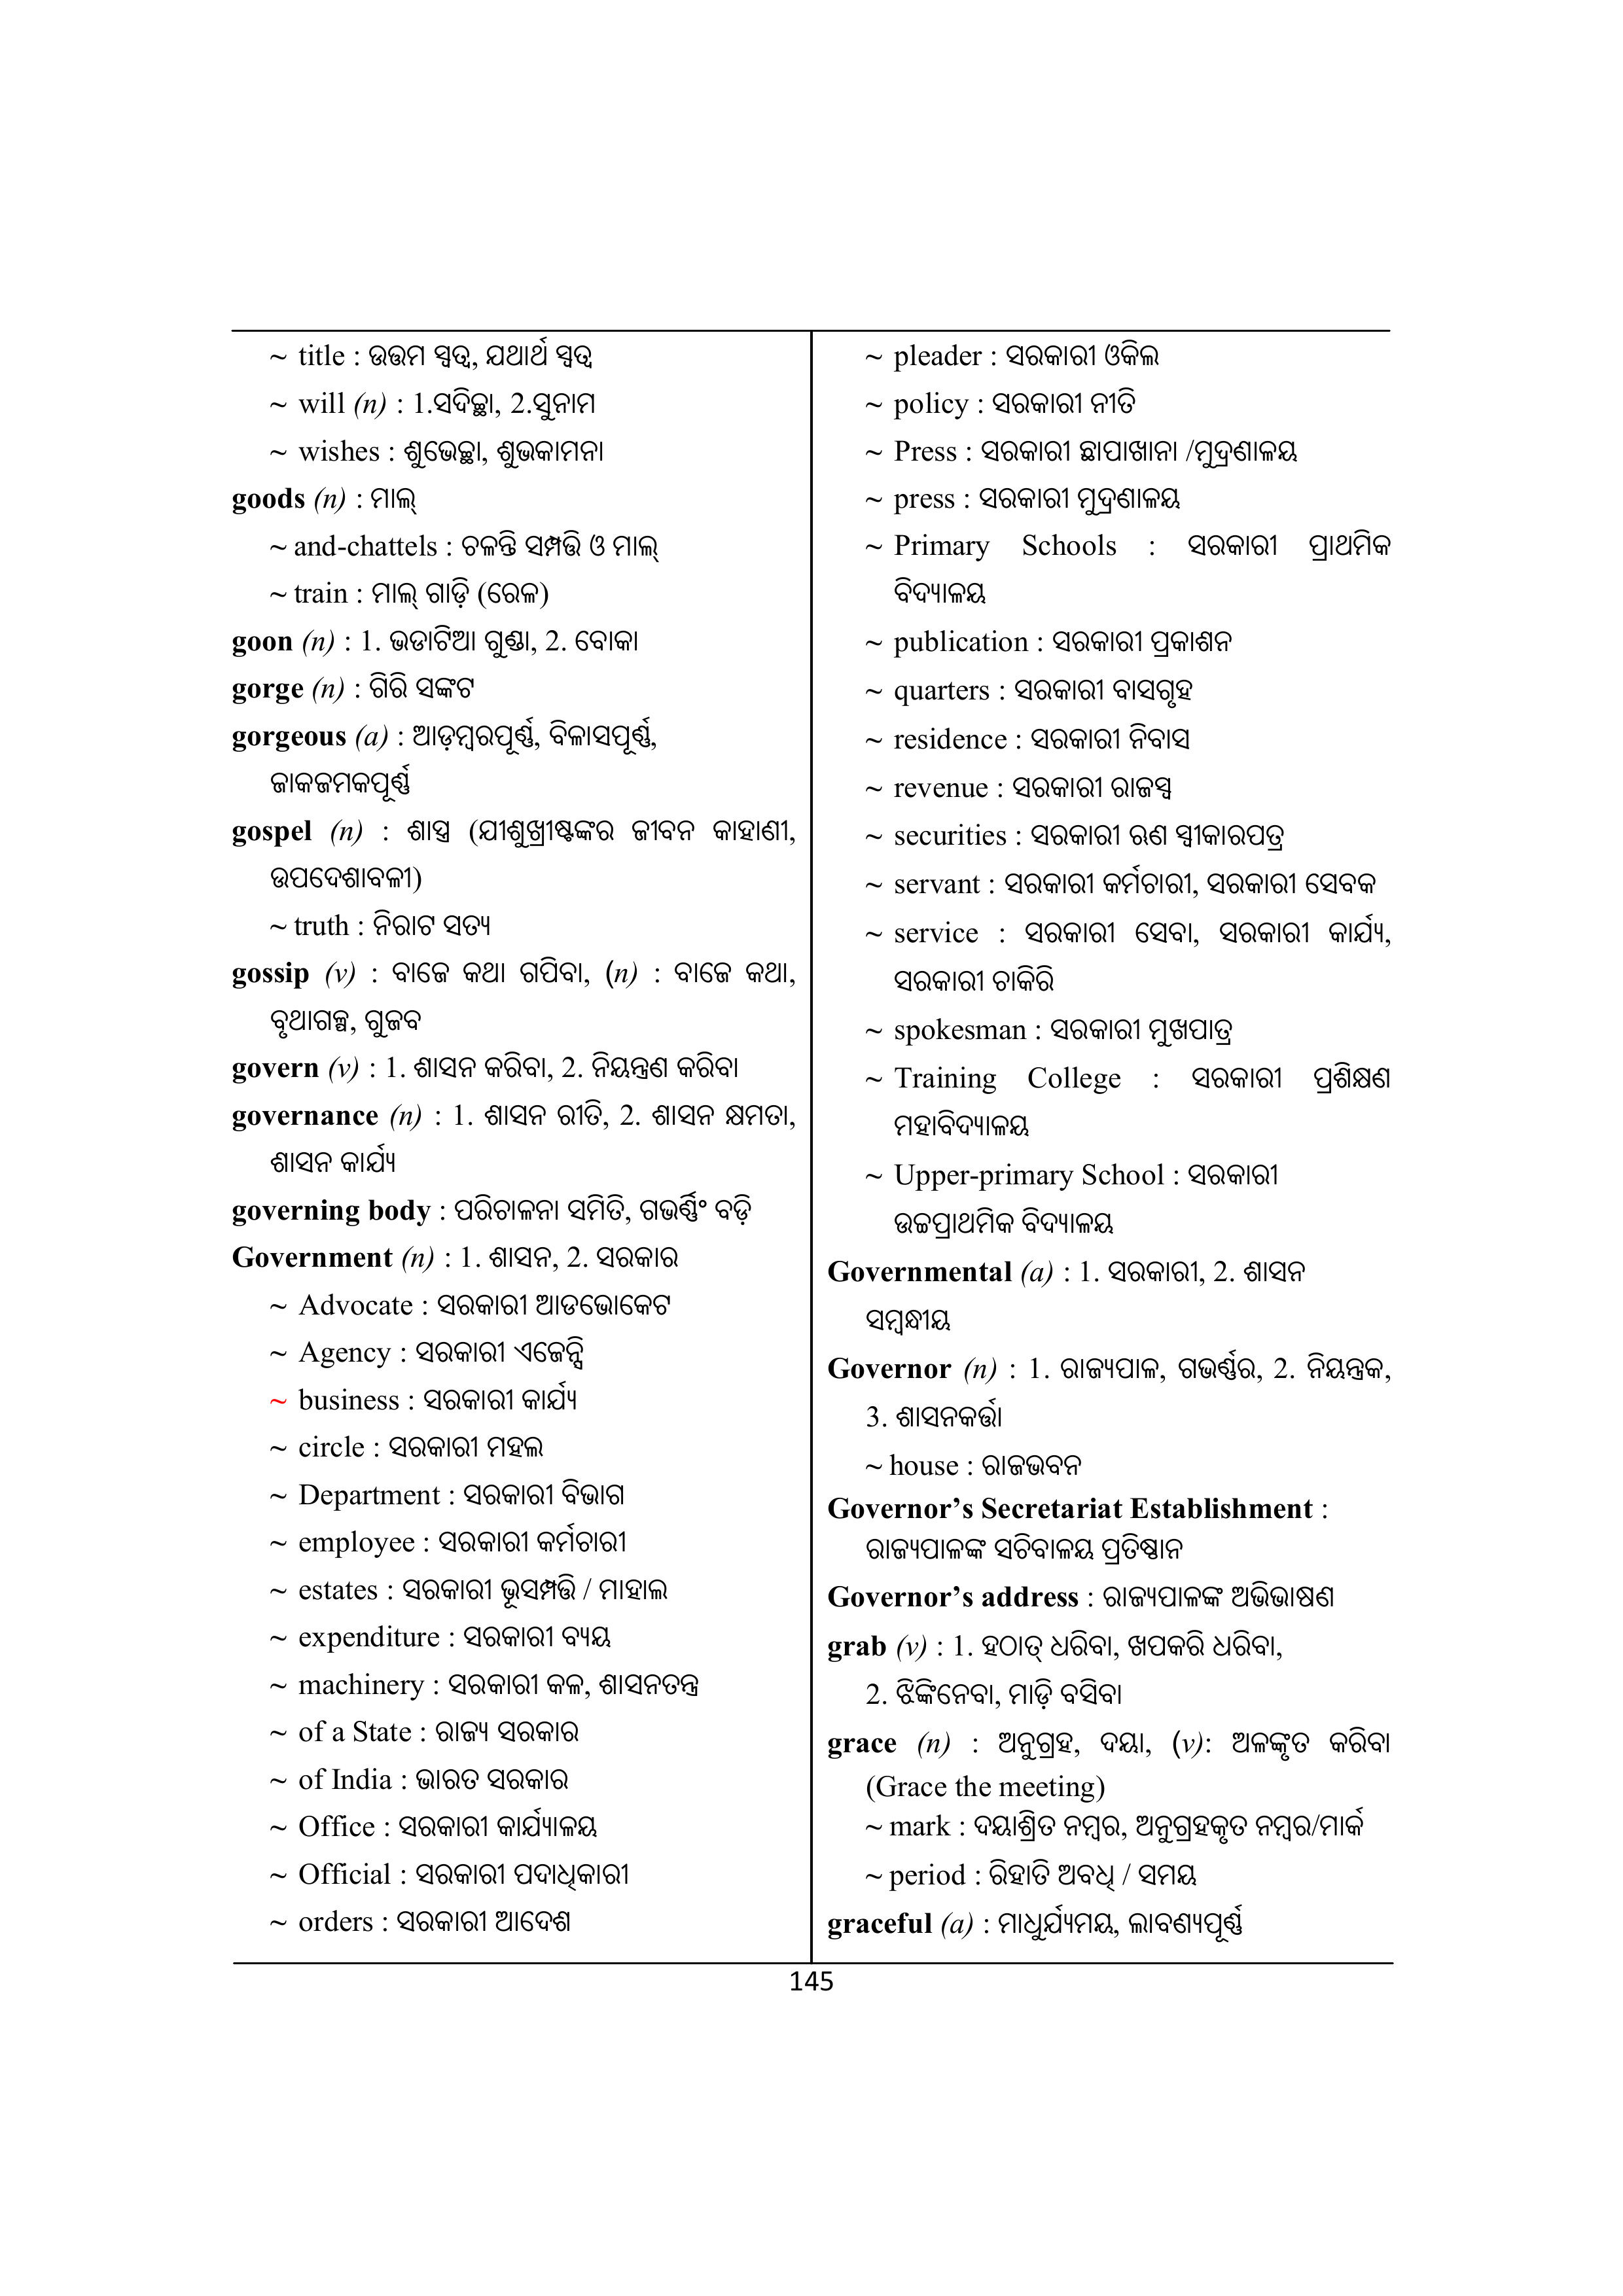 ~ title : ଉତ୍ତମ ସ୍ୱତ୍ୱ, ଯଥାର୍ଥ ସ୍ୱତ୍ୱ
~ will (n) : 1.ସଦିଚ୍ଛା, 2.ସୁନାମ
~ wishes : ଶୁଭେଚ୍ଛା, ଶୁଭକାମନା
goods (n) : ମାଲ୍
~ and-chattels : ଚଳନ୍ତି ସମ୍ପତ୍ତି ଓ ମାଲ୍
~ train : ମାଲ୍ ଗାଡ଼ି (ରେଳ)
goon (n) : 1. ଭଡାଟିଆ ଗୁଣ୍ଡା, 2. ବୋକା
gorge (n) : ଗିରି ସଙ୍କଟ
gorgeous (a) : ଆଡ଼ମ୍ବରପୂର୍ଣ୍ଣ, ବିଳାସପୂର୍ଣ୍ଣ,
ଜାକଜମକପୂର୍ଣ୍ଣ
gospel (n) : ଶାସ୍ତ୍ର (ଯୀଶୁଖ୍ରୀଷ୍ଟଙ୍କର ଜୀବନ କାହାଣୀ,
ଉପଦେଶାବଳୀ)
~ truth : ନିରାଟ ସତ୍ୟ
gossip (v) : ବାଜେ କଥା ଗପିବା, (n) : ବାଜେ କଥା,
ବୃଥାଗଳ୍ପ, ଗୁଜବ
govern (v) : 1. ଶାସନ କରିବା, 2. ନିୟନ୍ତ୍ରଣ କରିବା
governance (n) : 1. ଶାସନ ରୀତି, 2. ଶାସନ କ୍ଷମତା,
ଶାସନ କାର୍ଯ୍ୟ
governing body : ପରିଚାଳନା ସମିତି, ଗଭର୍ଣ୍ଣିଂ ବଡ଼ି
Government (n) : 1. ଶାସନ, 2. ସରକାର
~ Advocate : ସରକାରୀ ଆଡଭୋକେଟ
~ Agency : ସରକାରୀ ଏଜେନ୍ସି
~ business : ସରକାରୀ କାର୍ଯ୍ୟ
~ circle : ସରକାରୀ ମହଲ
~ Department : ସରକାରୀ ବିଭାଗ
~ employee : ସରକାରୀ କର୍ମଚାରୀ
~ estates : ସରକାରୀ ଭୂସମ୍ପତ୍ତି / ମାହାଲ
~ expenditure : ସରକାରୀ ବ୍ୟୟ
~ machinery : ସରକାରୀ କଳ, ଶାସନତନ୍ତ୍ର
~ of a State : ରାଜ୍ୟ ସରକାର
~ of India : ଭାରତ ସରକାର
~ Office : ସରକାରୀ କାର୍ଯ୍ୟାଳୟ
~ Official : ସରକାରୀ ପଦାଧିକାରୀ
~ orders : ସରକାରୀ ଆଦେଶ
~ pleader : ସରକାରୀ ଓକିଲ
~ policy : ସରକାରୀ ନୀତି
~ Press : ସରକାରୀ ଛାପାଖାନା /ମୁଦ୍ରଣାଳୟ
~ press : ସରକାରୀ ମୁଦ୍ରଣାଳୟ
~ Primary Schools : ସରକାରୀ ପ୍ରାଥମିକ
ବିଦ୍ୟାଳୟ
~ publication : ସରକାରୀ ପ୍ରକାଶନ
~ quarters : ସରକାରୀ ବାସଗୃହ
~ residence : ସରକାରୀ ନିବାସ
~ revenue : ସରକାରୀ ରାଜସ୍ୱ
~ securities : ସରକାରୀ ଋଣ ସ୍ୱୀକାରପତ୍ର
~ servant : ସରକାରୀ କର୍ମଚାରୀ, ସରକାରୀ ସେବକ
~ service : ସରକାରୀ ସେବା, ସରକାରୀ କାର୍ଯ୍ୟ,
ସରକାରୀ ଚାକିରି
~ spokesman : ସରକାରୀ ମୁଖପାତ୍ର
~ Training College : ସରକାରୀ ପ୍ରଶିକ୍ଷଣ
ମହାବିଦ୍ୟାଳୟ
~ Upper-primary School : ସରକାରୀ
ଉଚ୍ଚପ୍ରାଥମିକ ବିଦ୍ୟାଳୟ
Governmental (a) : 1. ସରକାରୀ, 2. ଶାସନ
ସମ୍ବନ୍ଧୀୟ
Governor (n) : 1. ରାଜ୍ୟପାଳ, ଗଭର୍ଣ୍ଣର, 2. ନିୟନ୍ତ୍ରକ,
3. ଶାସନକର୍ତ୍ତା
~ house : ରାଜଭବନ
Governor’s Secretariat Establishment :
ରାଜ୍ୟପାଳଙ୍କ ସଚିବାଳୟ ପ୍ରତିଷ୍ଠାନ
Governor’s address : ରାଜ୍ୟପାଳଙ୍କ ଅଭିଭାଷଣ
grab (v) : 1. ହଠାତ୍ ଧରିବା, ଖପକରି ଧରିବା,
2. ଝିଙ୍କିନେବା, ମାଡ଼ି ବସିବା
grace (n) : ଅନୁଗ୍ରହ, ଦୟା, (v): ଅଳଙ୍କୃତ କରିବା
(Grace the meeting)
~ mark : ଦୟାଶ୍ରିତ ନମ୍ବର, ଅନୁଗ୍ରହକୃତ ନମ୍ବର/ମାର୍କ
~ period : ରିହାତି ଅବଧି / ସମୟ
graceful (a) : ମାଧୁର୍ଯ୍ୟମୟ, ଲାବଣ୍ୟପୂର୍ଣ୍ଣ
145